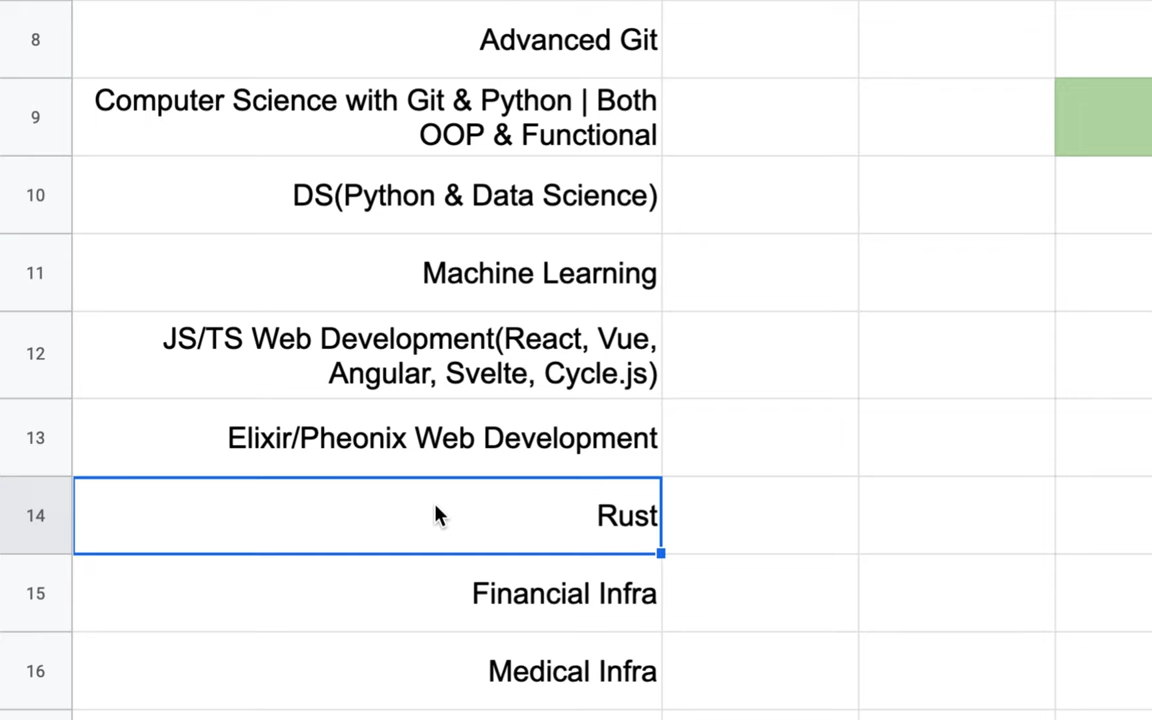 8 Advanced Git
9 Computer Science with Git & Python | Both
OOP & Functional
10 DS(Python & Data Science)
11 Machine Learning
12 JS/TS Web Development(React, Vue,
Angular, Svelte, Cycle.js)
13 Elixir/Pheonix Web Development
14 Rust
15 Financial Infra
16 Medical Infra